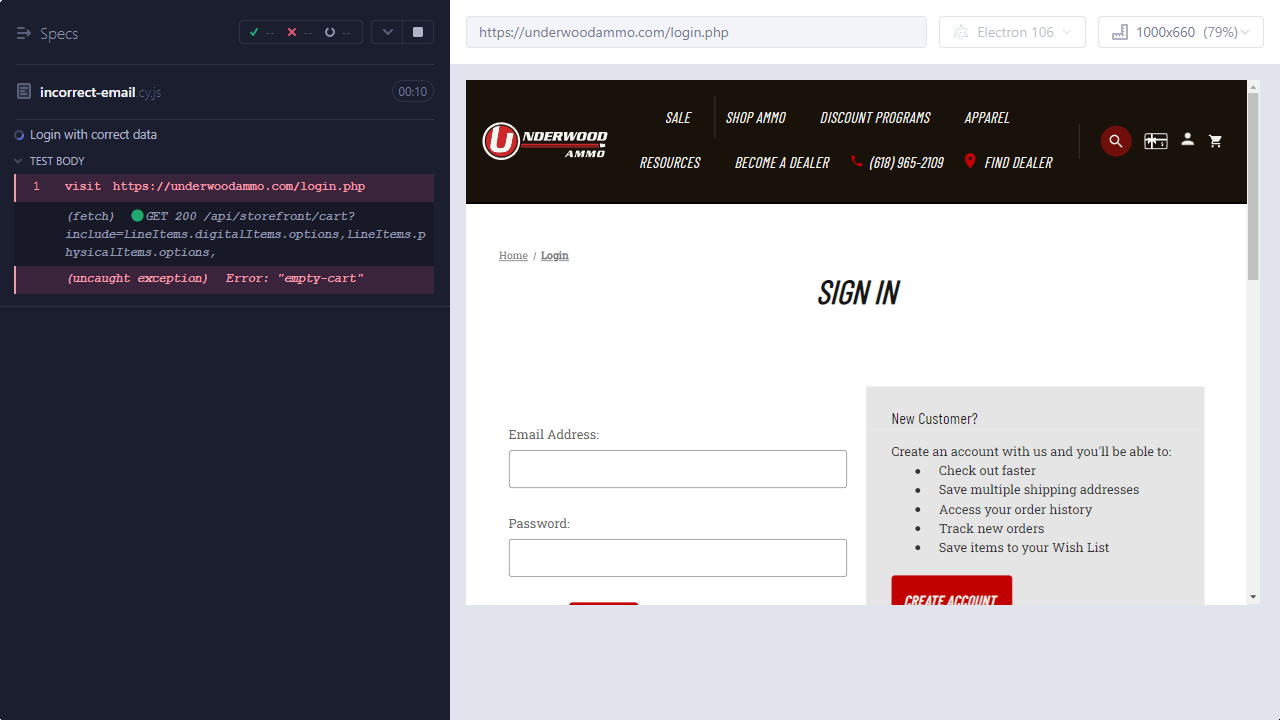 Specs
--
--
--
incorrect-email.cy.js
00:10
Login with correct data
TEST BODY
1 visit https://underwoodammo.com/login.php
(fetch) GET 200 /api/storefront/cart?
include=lineItems.digitalItems.options,lineItems.p
hysicalItems.options,
(uncaught exception) Error: "empty-cart"
https://underwoodammo.com/login.php
Electron 106
1000x660 (79%)
UNDERWOOD
AMMO
SALE
SHOP AMMO
DISCOUNT PROGRAMS
APPAREL
RESOURCES
BECOME A DEALER
(618) 965-2109
FIND DEALER
Home / Login
SIGN IN
Email Address:
Password:
New Customer?
Create an account with us and you'll be able to:
Check out faster
Save multiple shipping addresses
Access your order history
Track new orders
Save items to your Wish List
CREATE ACCOUNT